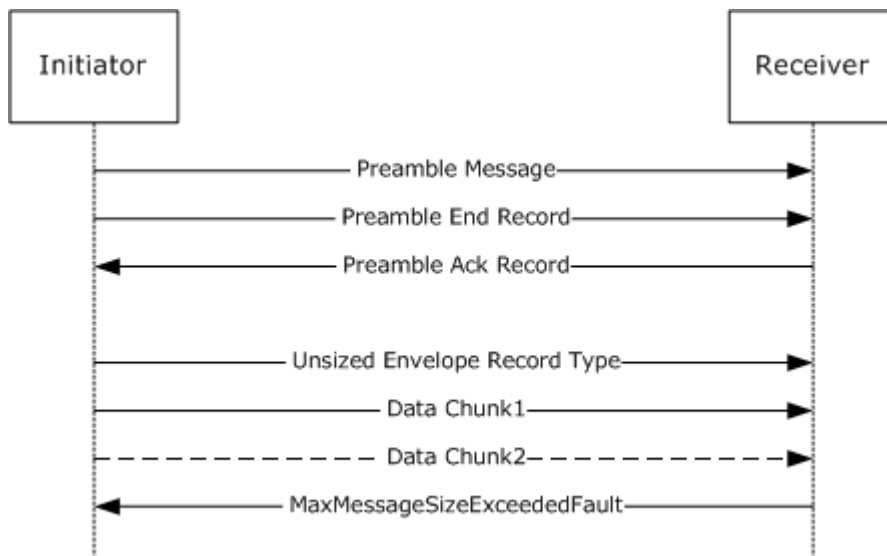 Initiator
Receiver
Preamble Message
Preamble End Record
Preamble Ack Record
Unsized Envelope Record Type
Data Chunk1
Data Chunk2
MaxMessageSizeExceededFault